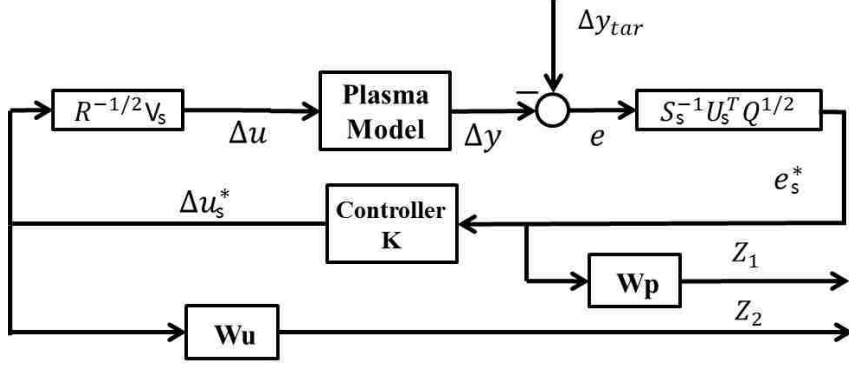 Δy_tar
R^{-1/2}V_s
Δu
Plasma
Model
Δy
−
e
S_s^{-1}U_s^T Q^{1/2}
e_s^*
Δu_s^*
Controller
K
Wp
Z_1
Wu
Z_2